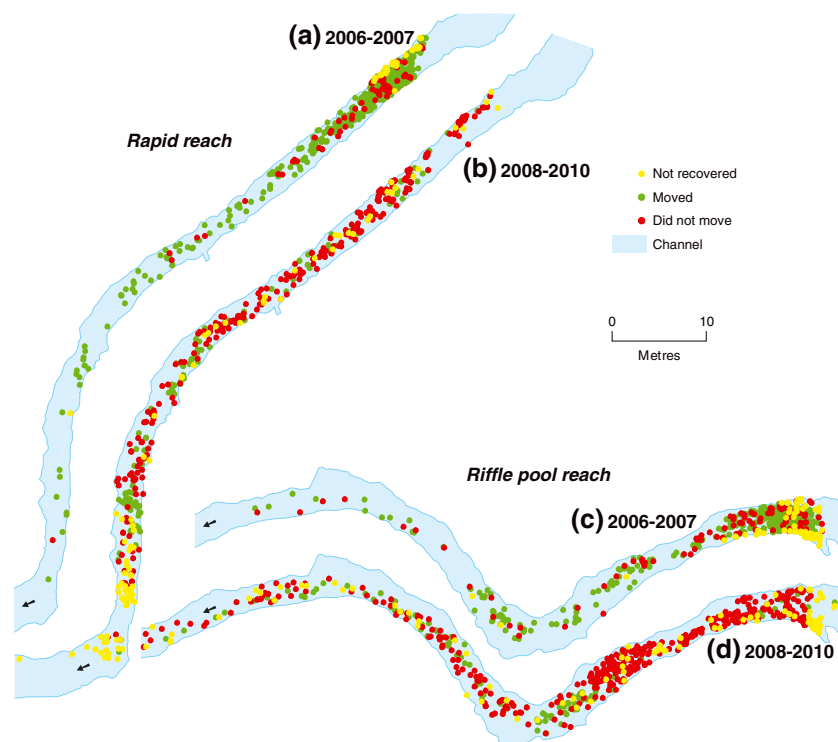 (a) 2006-2007
Rapid reach
(b) 2008-2010
Not recovered
Moved
Did not move
Channel
0 10
Metres
Riffle pool reach
(c) 2006-2007
(d) 2008-2010